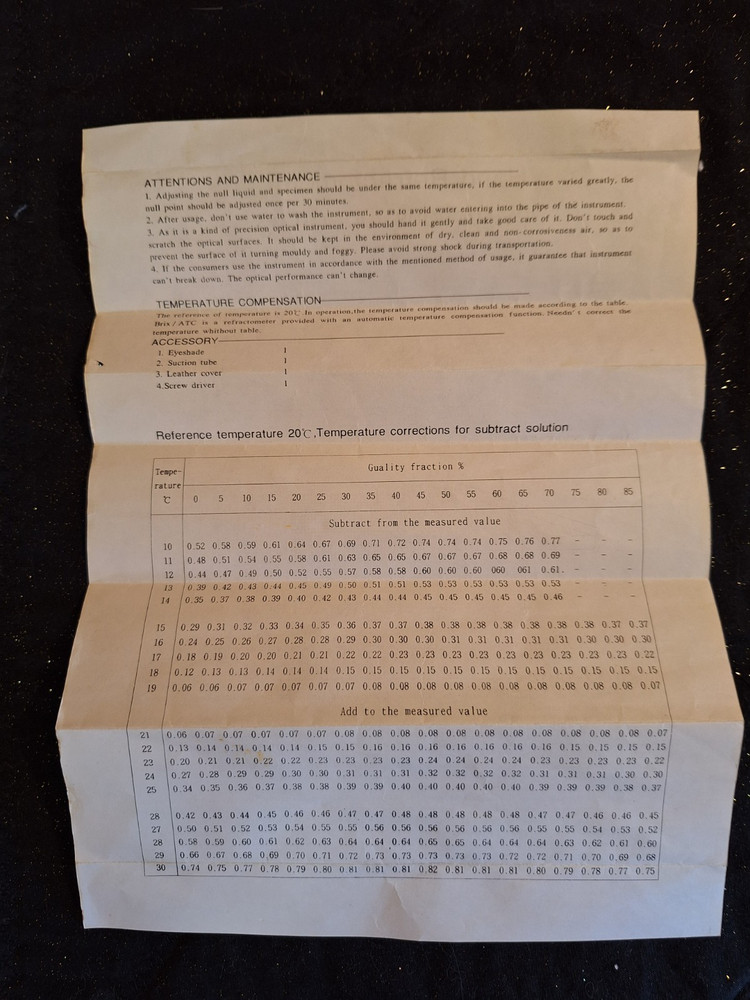 ATTENTIONS AND MAINTENANCE
1. Adjusting the null liquid and specimen should be under the same temperature, if the temperature varied greatly, the
null point should be adjusted once per 30 minutes.
2. After usage, don't use water to wash the instrument, so as to avoid water entering into the pipe of the instrument.
3. As it is a kind of precision optical instrument, you should hand it gently and take good care of it. Don't touch and
scratch the optical surfaces. It should be kept in the environment of dry, clean and non-corrosiveness air, so as to
prevent the surface of it turning mouldy and foggy. Please avoid strong shock during transportation.
4. If the consumers use the instrument in accordance with the mentioned method of usage, it guarantee that instrument
can't break down. The optical performance can't change.
TEMPERATURE COMPENSATION
The reference of temperature is 20℃ In operation,the temperature compensation should be made according to the table.
Brix/ATC is a refractometer provided with an automatic temperature compensation function. Needn't correct the
temperature whithout table.
ACCESSORY
1. Eyeshade 1
2. Suction tube 1
3. Leather cover 1
4.Screw driver 1
Reference temperature 20℃,Temperature corrections for subtract solution
Tempe-
rature
℃
Guality fraction %
0 5 10 15 20 25 30 35 40 45 50 55 60 65 70 75 80 85
Subtract from the measured value
10 0.52 0.58 0.59 0.61 0.64 0.67 0.69 0.71 0.72 0.74 0.74 0.74 0.75 0.76 0.77 - - -
11 0.48 0.51 0.54 0.55 0.58 0.61 0.63 0.65 0.65 0.67 0.67 0.67 0.68 0.68 0.69 - - -
12 0.44 0.47 0.49 0.50 0.52 0.55 0.57 0.58 0.58 0.60 0.60 0.60 060 061 0.61. - - -
13 0.39 0.42 0.43 0.44 0.45 0.49 0.50 0.51 0.51 0.53 0.53 0.53 0.53 0.53 0.53 - - -
14 0.35 0.37 0.38 0.39 0.40 0.42 0.43 0.44 0.44 0.45 0.45 0.45 0.45 0.45 0.46 - - -
15 0.29 0.31 0.32 0.33 0.34 0.35 0.36 0.37 0.37 0.38 0.38 0.38 0.38 0.38 0.38 0.38 0.37 0.37
16 0.24 0.25 0.26 0.27 0.28 0.28 0.29 0.30 0.30 0.30 0.31 0.31 0.31 0.31 0.31 0.30 0.30 0.30
17 0.18 0.19 0.20 0.20 0.21 0.21 0.22 0.22 0.23 0.23 0.23 0.23 0.23 0.23 0.23 0.23 0.23 0.22
18 0.12 0.13 0.13 0.14 0.14 0.14 0.15 0.15 0.15 0.15 0.15 0.15 0.15 0.15 0.15 0.15 0.15 0.15
19 0.06 0.06 0.07 0.07 0.07 0.07 0.07 0.08 0.08 0.08 0.08 0.08 0.08 0.08 0.08 0.08 0.08 0.07
Add to the measured value
21 0.06 0.07 0.07 0.07 0.07 0.07 0.08 0.08 0.08 0.08 0.08 0.08 0.08 0.08 0.08 0.08 0.08 0.07
22 0.13 0.14 0.14 0.14 0.14 0.15 0.15 0.16 0.16 0.16 0.16 0.16 0.16 0.16 0.15 0.15 0.15 0.15
23 0.20 0.21 0.21 0.22 0.22 0.23 0.23 0.23 0.23 0.24 0.24 0.24 0.24 0.23 0.23 0.23 0.23 0.22
24 0.27 0.28 0.29 0.29 0.30 0.30 0.31 0.31 0.31 0.32 0.32 0.32 0.32 0.31 0.31 0.31 0.30 0.30
25 0.34 0.35 0.36 0.37 0.38 0.38 0.39 0.39 0.40 0.40 0.40 0.40 0.40 0.39 0.39 0.39 0.38 0.37
28 0.42 0.43 0.44 0.45 0.46 0.46 0.47 0.47 0.48 0.48 0.48 0.48 0.48 0.47 0.47 0.46 0.46 0.45
27 0.50 0.51 0.52 0.53 0.54 0.55 0.55 0.56 0.56 0.56 0.56 0.56 0.56 0.55 0.55 0.54 0.53 0.52
28 0.58 0.59 0.60 0.61 0.62 0.63 0.64 0.64 0.64 0.65 0.65 0.64 0.64 0.64 0.63 0.62 0.61 0.60
29 0.66 0.67 0.68 0.69 0.70 0.71 0.72 0.73 0.73 0.73 0.73 0.73 0.72 0.72 0.71 0.70 0.69 0.68
30 0.74 0.75 0.77 0.78 0.79 0.80 0.81 0.81 0.81 0.82 0.81 0.81 0.81 0.80 0.79 0.78 0.77 0.75